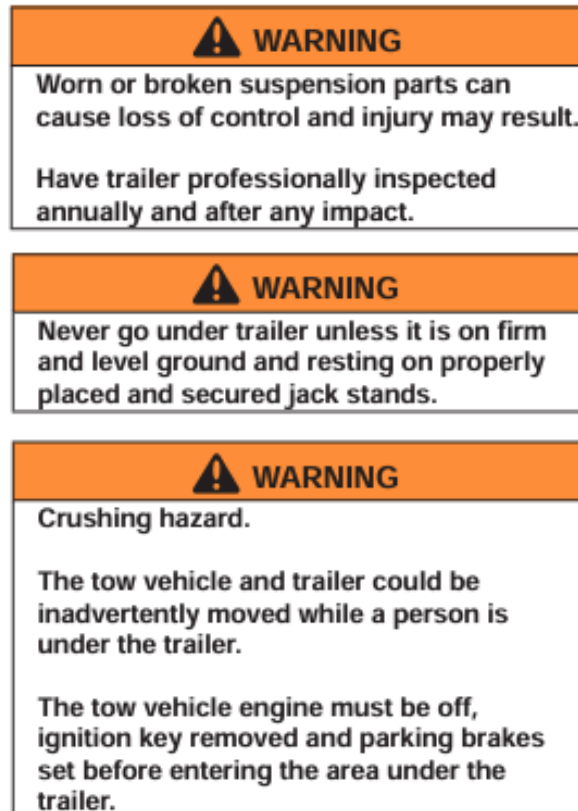 WARNING
Worn or broken suspension parts can
cause loss of control and injury may result.
Have trailer professionally inspected
annually and after any impact.
WARNING
Never go under trailer unless it is on firm
and level ground and resting on properly
placed and secured jack stands.
WARNING
Crushing hazard.
The tow vehicle and trailer could be
inadvertently moved while a person is
under the trailer.
The tow vehicle engine must be off,
ignition key removed and parking brakes
set before entering the area under the
trailer.